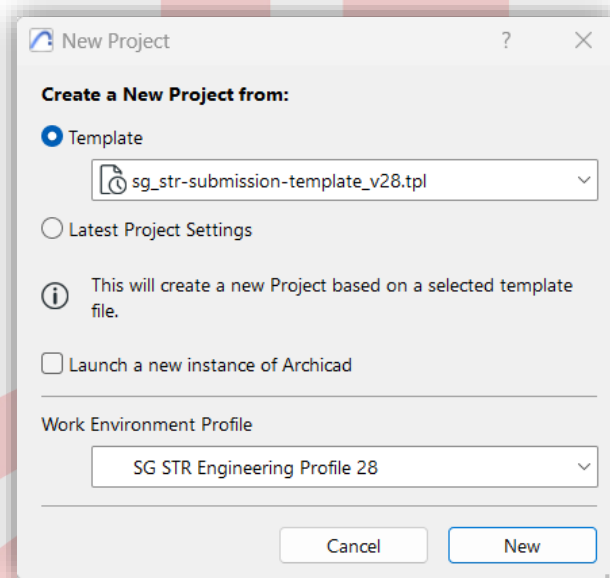 New Project
?
Create a New Project from:
Template
sg_str-submission-template_v28.tpl
Latest Project Settings
This will create a new Project based on a selected template
file.
Launch a new instance of Archicad
Work Environment Profile
SG STR Engineering Profile 28
Cancel
New